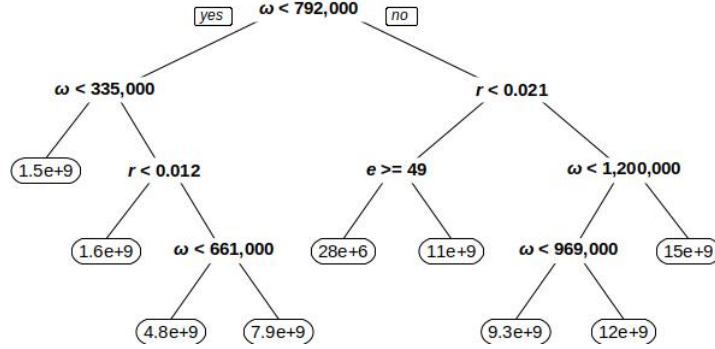 ω < 792,000
yes no
ω < 335,000 r < 0.021
1.5e+9 r < 0.012 e >= 49 ω < 1,200,000
1.6e+9 ω < 661,000 28e+6 11e+9 ω < 969,000 15e+9
4.8e+9 7.9e+9 9.3e+9 12e+9